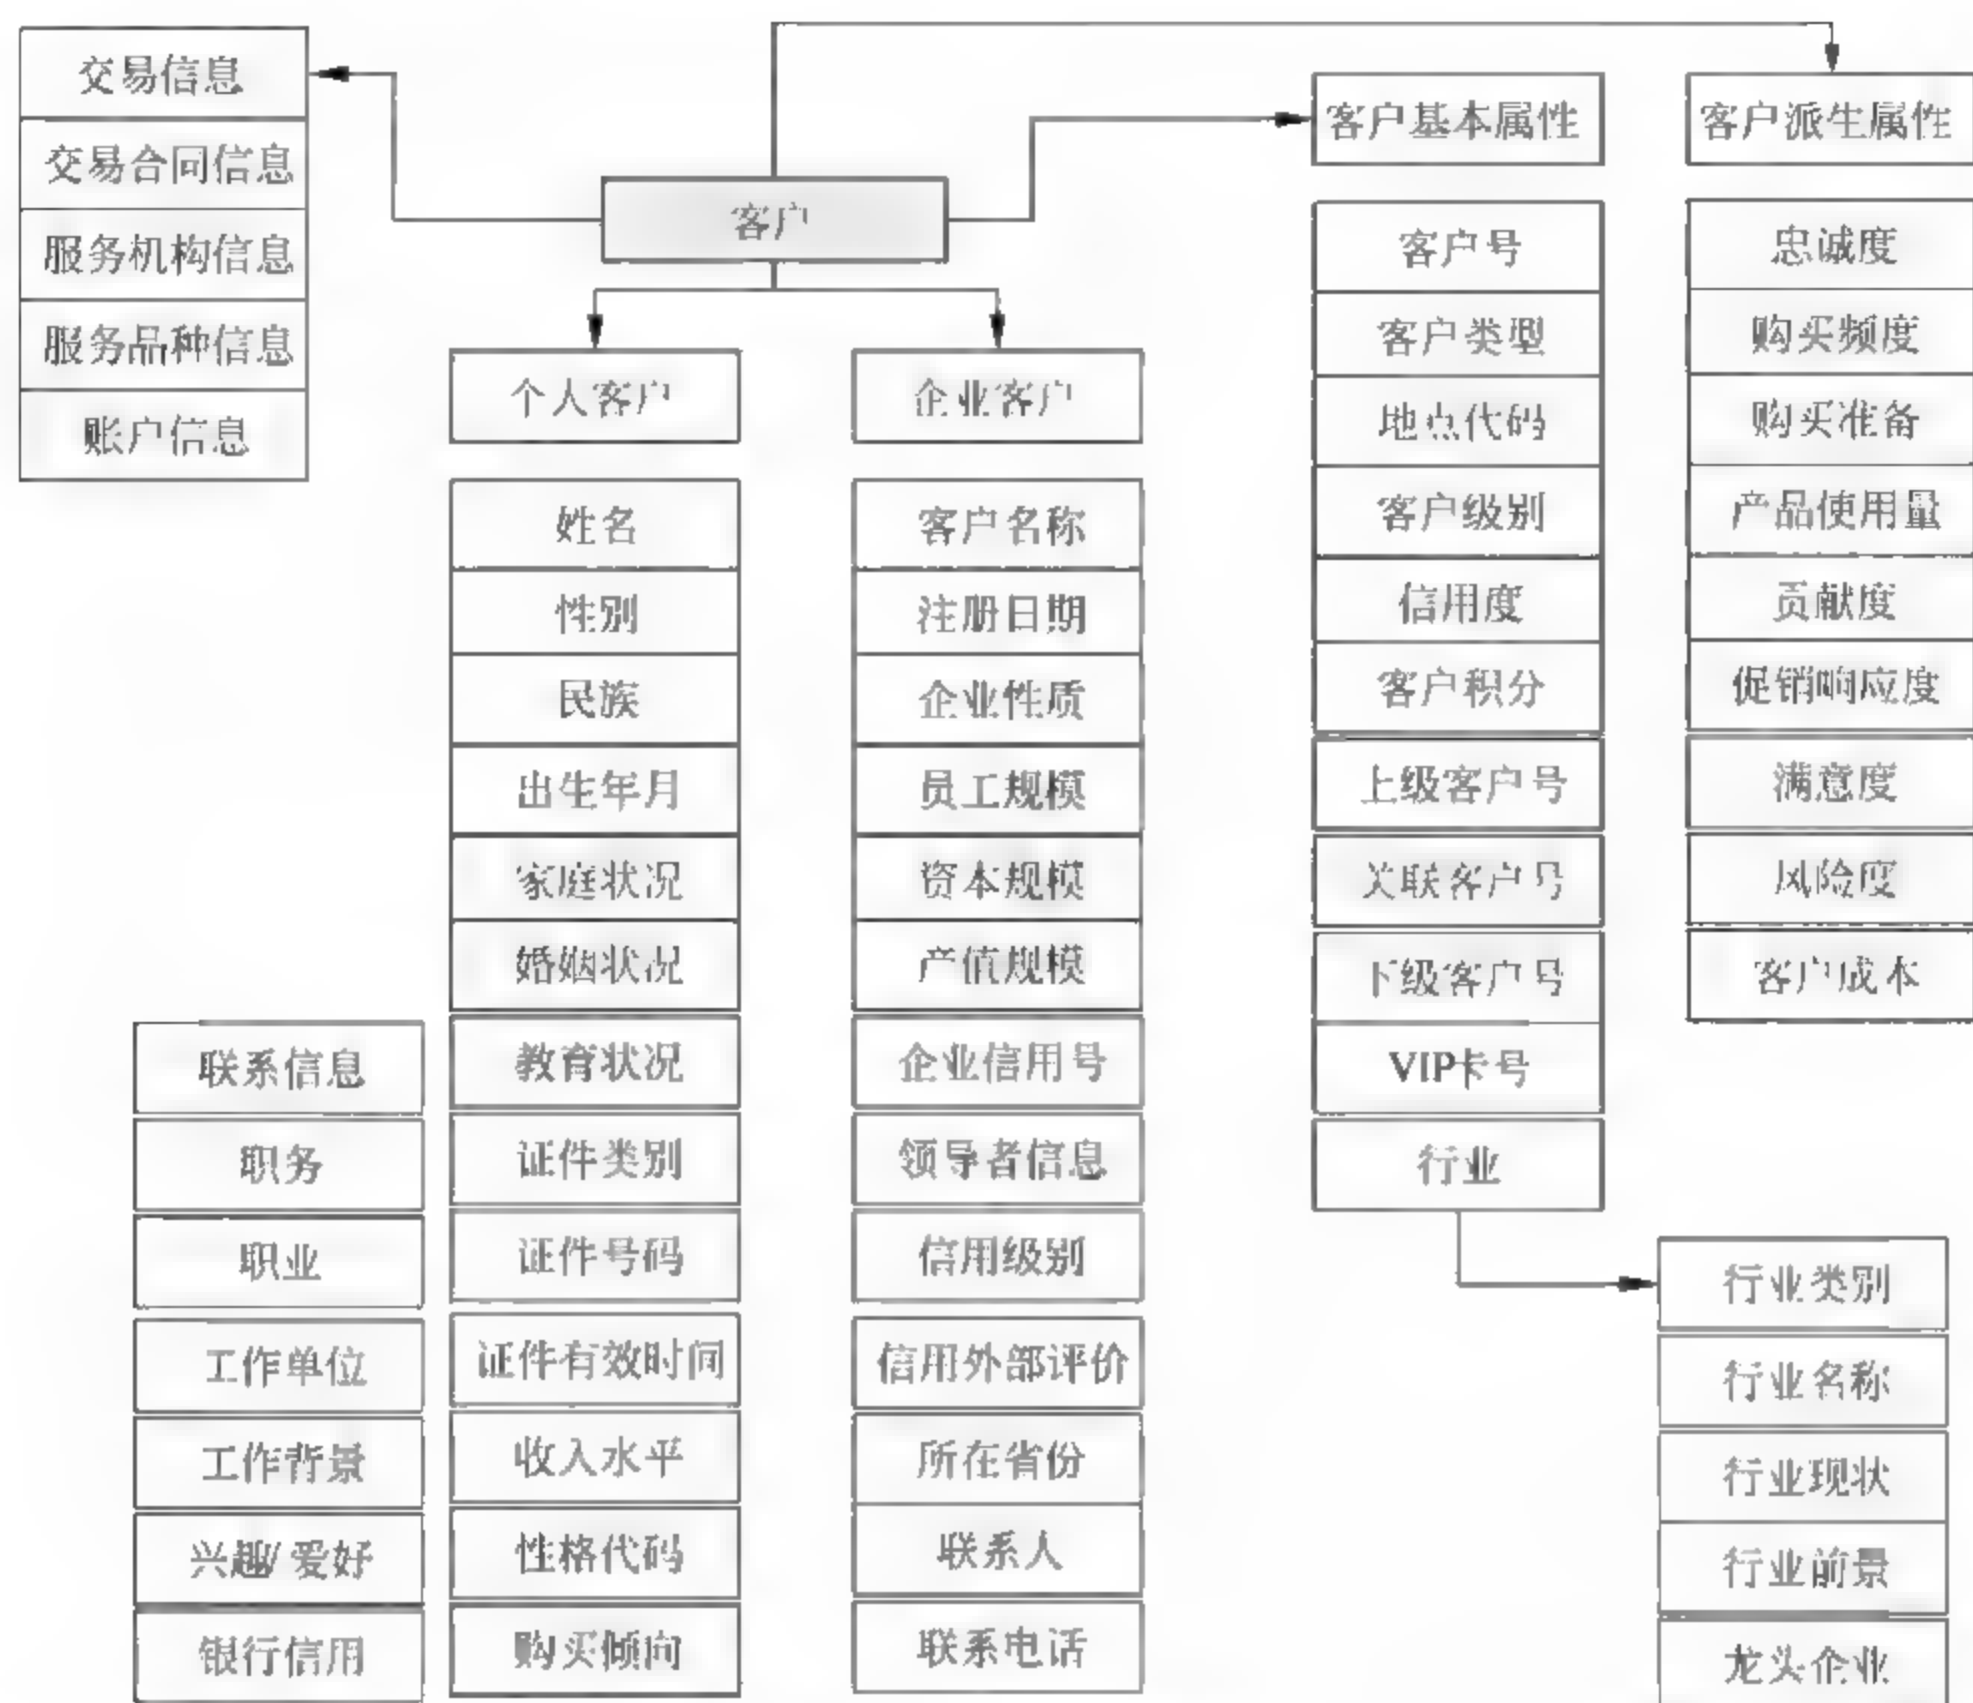 交易信息
交易合同信息
服务机构信息
服务品种信息
账户信息
客户
客户基本属性
客户派生属性
个人客户
企业客户
姓名
性别
民族
出生年月
家庭状况
婚姻状况
教育状况
证件类别
证件号码
证件有效时间
收入水平
性格代码
购买倾向
联系信息
职务
职业
工作单位
工作背景
兴趣/爱好
银行信用
客户名称
注册日期
企业性质
员工规模
资本规模
产值规模
企业信用号
领导者信息
信用级别
信用外部评价
所在省份
联系人
联系电话
客户号
客户类型
地点代码
客户级别
信用度
客户积分
上级客户号
关联客户号
下级客户号
VIP卡号
行业
忠诚度
购买频度
购买准备
产品使用量
贡献度
促销响应度
满意度
风险度
客户成本
行业类别
行业名称
行业现状
行业前景
龙头企业